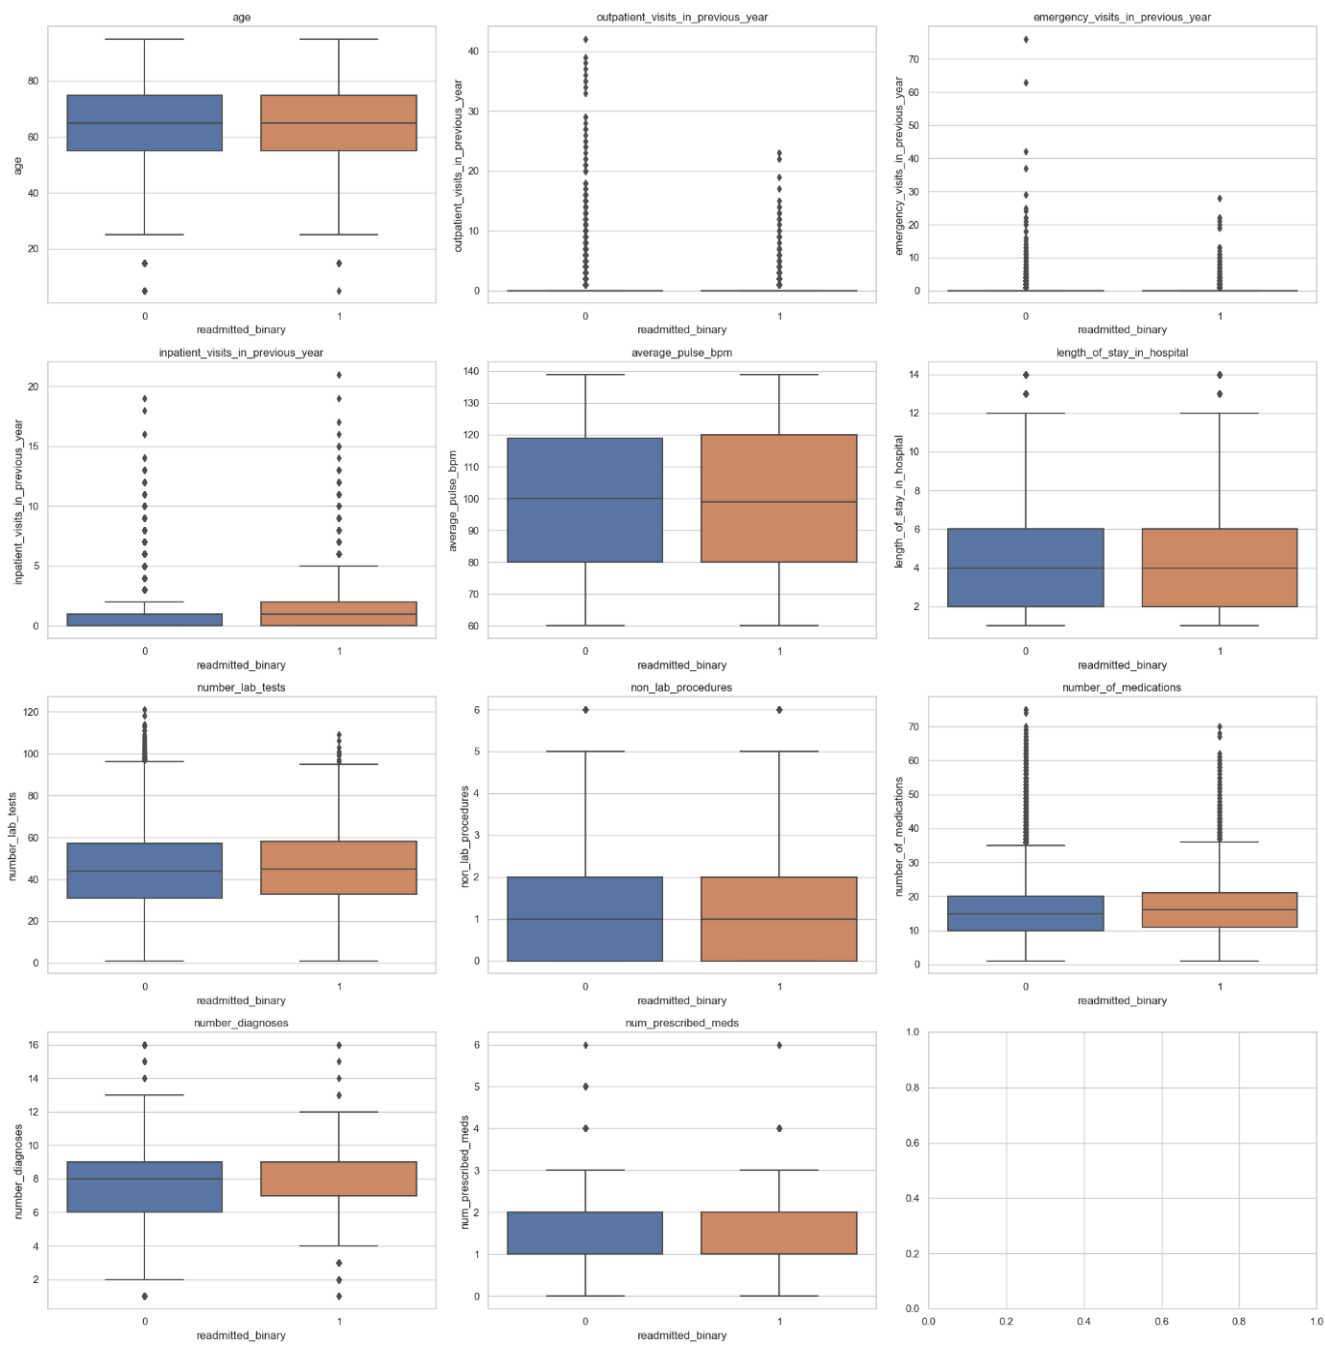 age
age
80
60
40
20
0 1
readmitted_binary
outpatient_visits_in_previous_year
outpatient_visits_in_previous_year
40
30
20
10
0
0 1
readmitted_binary
emergency_visits_in_previous_year
emergency_visits_in_previous_year
70
60
50
40
30
20
10
0
0 1
readmitted_binary
inpatient_visits_in_previous_year
inpatient_visits_in_previous_year
20
15
10
5
0
0 1
readmitted_binary
average_pulse_bpm
average_pulse_bpm
140
130
120
110
100
90
80
70
60
0 1
readmitted_binary
length_of_stay_in_hospital
length_of_stay_in_hospital
14
12
10
8
6
4
2
0 1
readmitted_binary
number_lab_tests
number_lab_tests
120
100
80
60
40
20
0
0 1
readmitted_binary
non_lab_procedures
non_lab_procedures
6
5
4
3
2
1
0
0 1
readmitted_binary
number_of_medications
number_of_medications
70
60
50
40
30
20
10
0
0 1
readmitted_binary
number_diagnoses
number_diagnoses
16
14
12
10
8
6
4
2
0 1
readmitted_binary
num_prescribed_meds
num_prescribed_meds
6
5
4
3
2
1
0
0 1
readmitted_binary
1.0
0.8
0.6
0.4
0.2
0.0
0.0 0.2 0.4 0.6 0.8 1.0